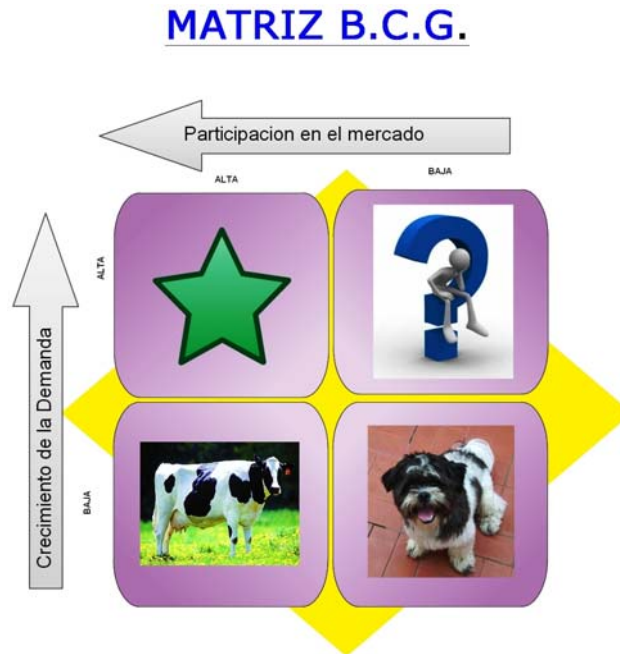 MATRIZ B.C.G.
Participacion en el mercado
ALTA
BAJA
ALTA
Crecimiento de la Demanda
BAJA